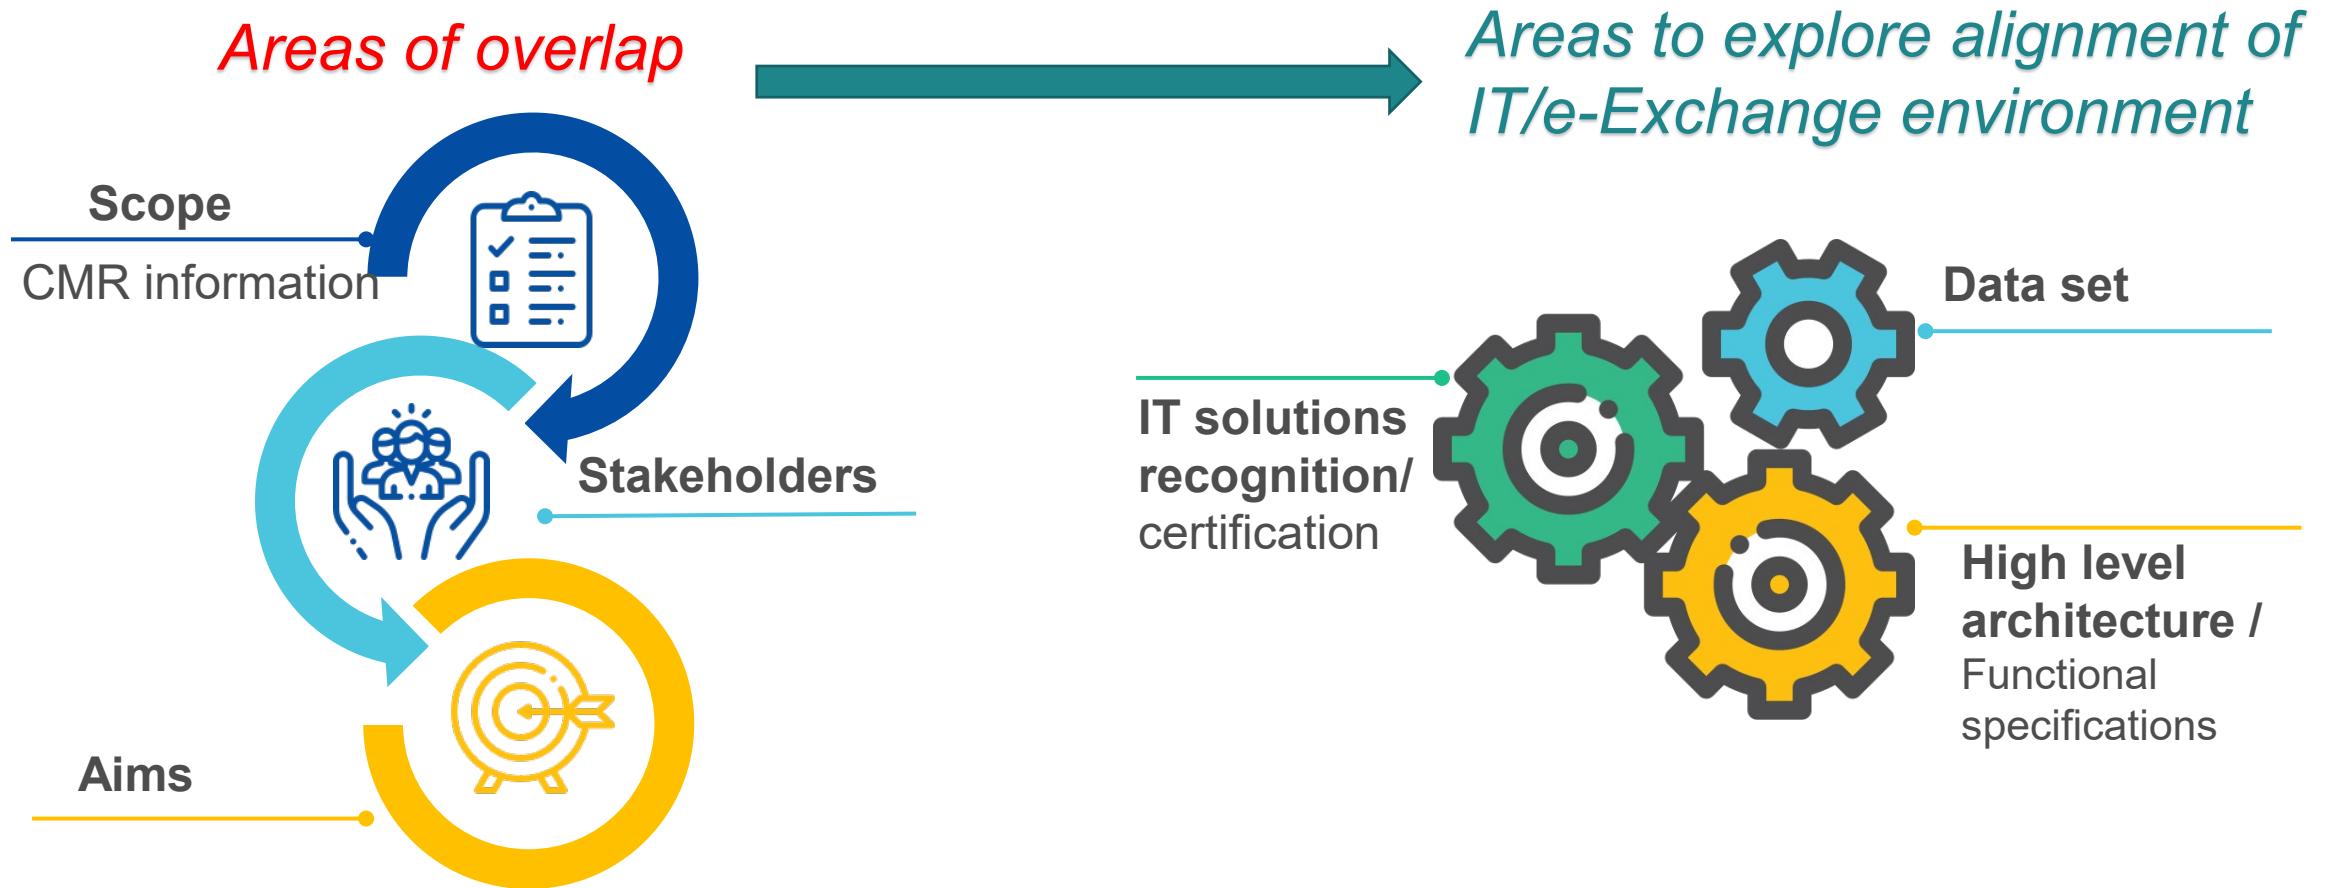 Areas of overlap
Areas to explore alignment of
IT/e-Exchange environment
Scope
CMR information
Stakeholders
Aims
Data set
IT solutions
recognition/
certification
High level
architecture /
Functional
specifications